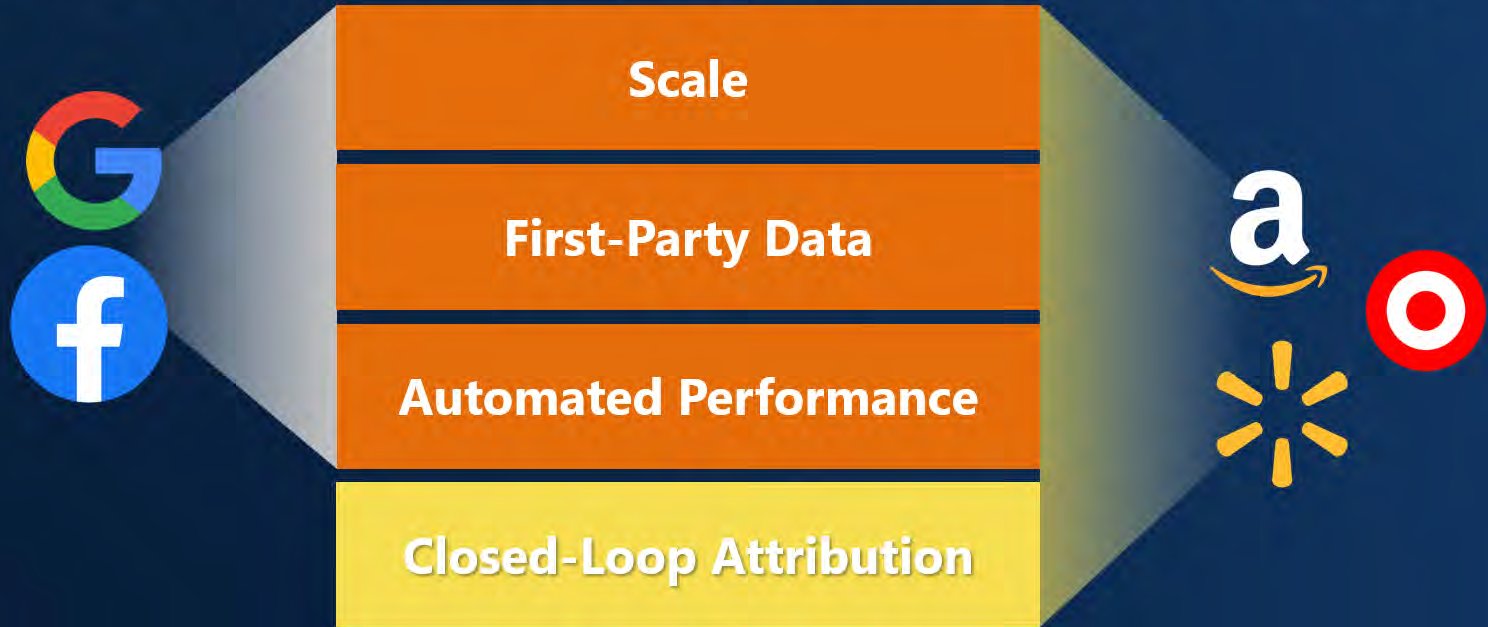 Scale
First-Party Data
Automated Performance
Closed-Loop Attribution